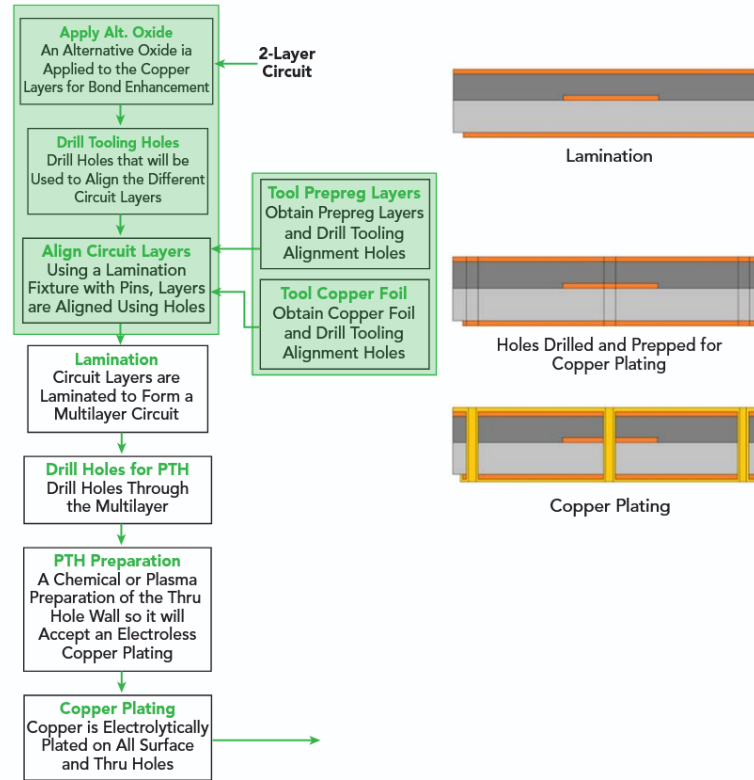 Apply Alt. Oxide
An Alternative Oxide ia
Applied to the Copper
Layers for Bond Enhancement
2-Layer
Circuit
Drill Tooling Holes
Drill Holes that will be
Used to Align the Different
Circuit Layers
Align Circuit Layers
Using a Lamination
Fixture with Pins, Layers
are Aligned Using Holes
Tool Prepreg Layers
Obtain Prepreg Layers
and Drill Tooling
Alignment Holes
Tool Copper Foil
Obtain Copper Foil
and Drill Tooling
Alignment Holes
Lamination
Circuit Layers are
Laminated to Form a
Multilayer Circuit
Drill Holes for PTH
Drill Holes Through
the Multilayer
PTH Preparation
A Chemical or Plasma
Preparation of the Thru
Hole Wall so it will
Accept an Electroless
Copper Plating
Copper Plating
Copper is Electrolytically
Plated on All Surface
and Thru Holes
Lamination
Holes Drilled and Prepped for
Copper Plating
Copper Plating